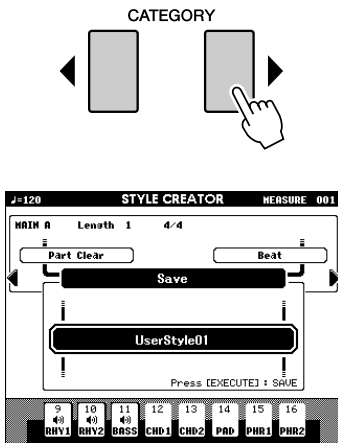 CATEGORY
♩=120 STYLE CREATOR MEASURE 001
MAIN A Length 1 4/4
Part Clear Beat
Save
UserStyle01
Press [EXECUTE] : SAVE
9 10 11 12 13 14 15 16
RHY1 RHY2 BASS CHD1 CHD2 PAD PHR1 PHR2